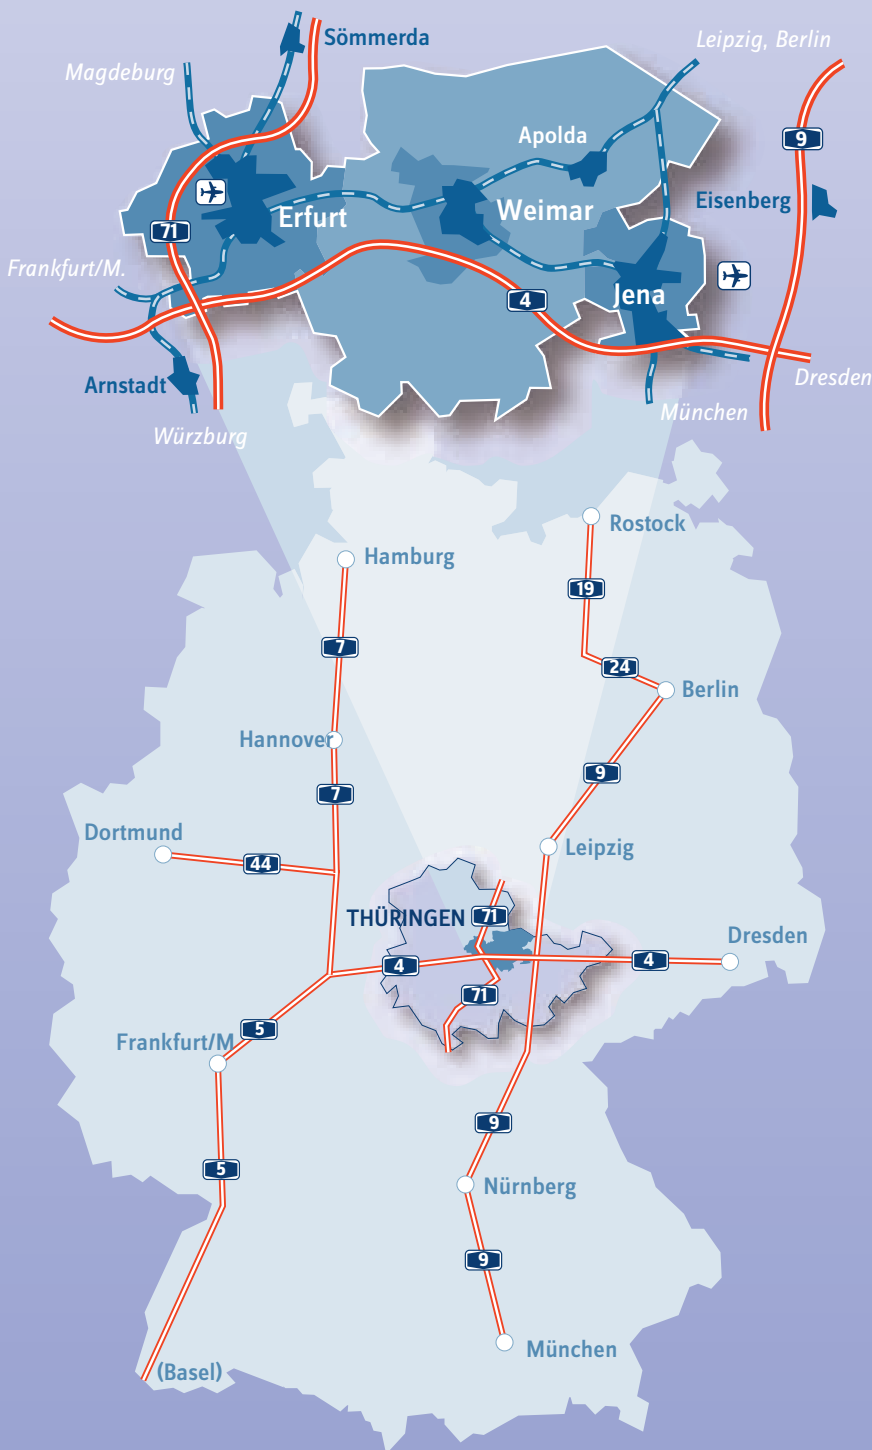 Sömmerda
Leipzig, Berlin
Magdeburg
Apolda
9
Eisenberg
Erfurt
Weimar
71
Frankfurt/M.
Jena
4
Arnstadt
Dresden
München
Würzburg
Rostock
Hamburg
19
7
24
Berlin
Hannover
9
7
Dortmund
44
Leipzig
THÜRINGEN
71
Dresden
4
4
71
5
Frankfurt/M
9
5
Nürnberg
9
München
(Basel)